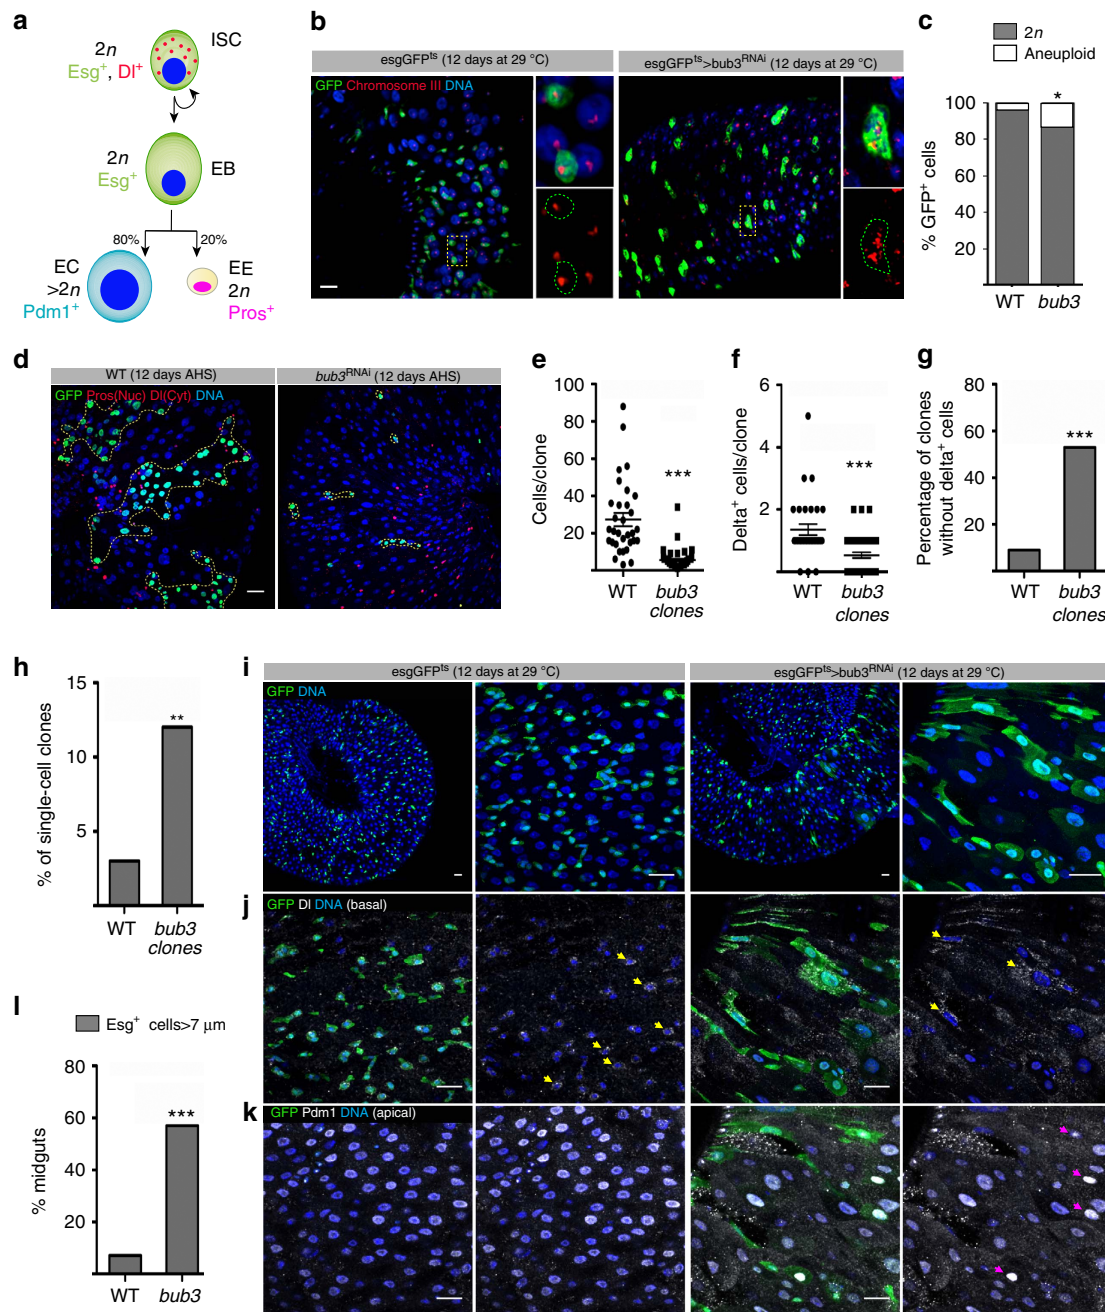 a
2n
Esg+, Dl+
ISC
2n
Esg+
EB
80%
20%
EC
>2n
Pdm1+
EE
2n
Pros+
b
esgGFPts (12 days at 29 °C)
esgGFPts>bub3RNAi (12 days at 29 °C)
GFP Chromosome III DNA
c
2n
Aneuploid
*
% GFP+ cells
100
80
60
40
20
WT
bub3
d
WT (12 days AHS)
bub3RNAi (12 days AHS)
GFP Pros(Nuc) Dl(Cyt) DNA
e
Cells/clone
100
80
60
40
20
***
WT
bub3
clones
f
Delta+ cells/clone
6
4
2
0
***
WT
bub3
clones
g
Percentage of clones
without delta+ cells
80
60
40
20
0
***
WT
bub3
clones
h
% of single-cell clones
15
10
5
**
WT
bub3
clones
i
esgGFPts (12 days at 29 °C)
esgGFPts>bub3RNAi (12 days at 29 °C)
GFP DNA
j
GFP Dl DNA (basal)
k
GFP Pdm1 DNA (apical)
l
Esg+ cells>7 μm
% midguts
80
60
40
20
***
WT
bub3